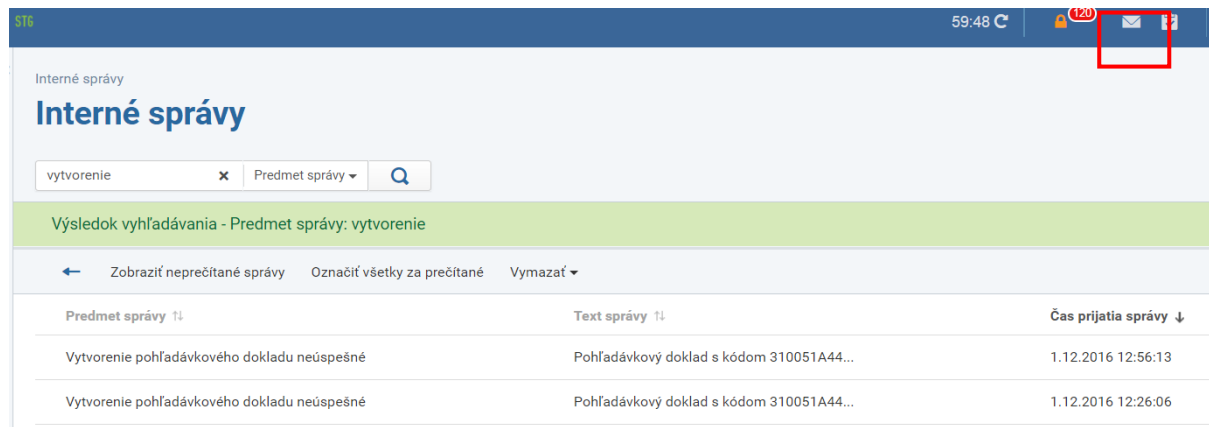 STG 59:48 120
Interné správy
Interné správy
vytvorenie Predmet správy
Výsledok vyhľadávania - Predmet správy: vytvorenie
Zobraziť neprečítané správy Označiť všetky za prečítané Vymazať
Predmet správy Text správy Čas prijatia správy
Vytvorenie pohľadávkového dokladu neúspešné Pohľadávkový doklad s kódom 310051A44... 1.12.2016 12:56:13
Vytvorenie pohľadávkového dokladu neúspešné Pohľadávkový doklad s kódom 310051A44... 1.12.2016 12:26:06